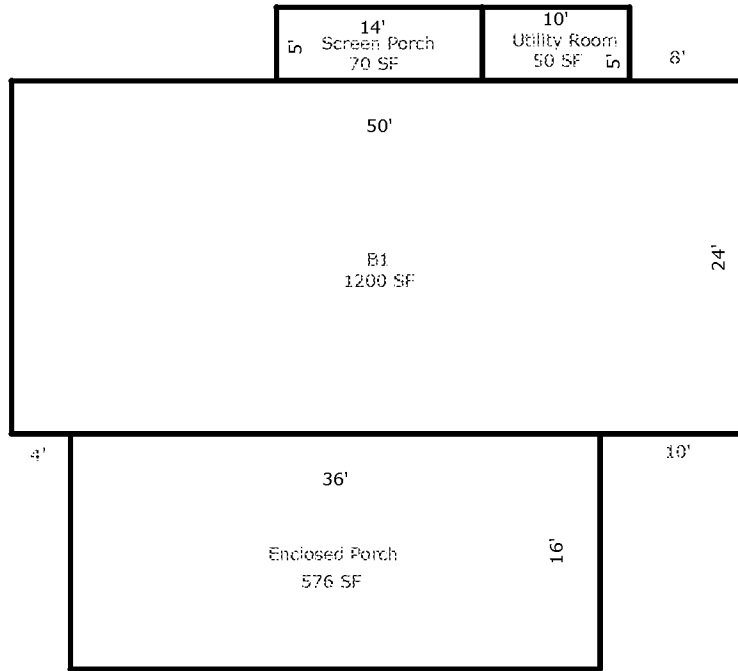 14'
Screen Porch
70 SF
5'
10'
Utility Room
50 SF
5'
8'
50'
B1
1200 SF
24'
4'
10'
36'
Enclosed Porch
576 SF
16'